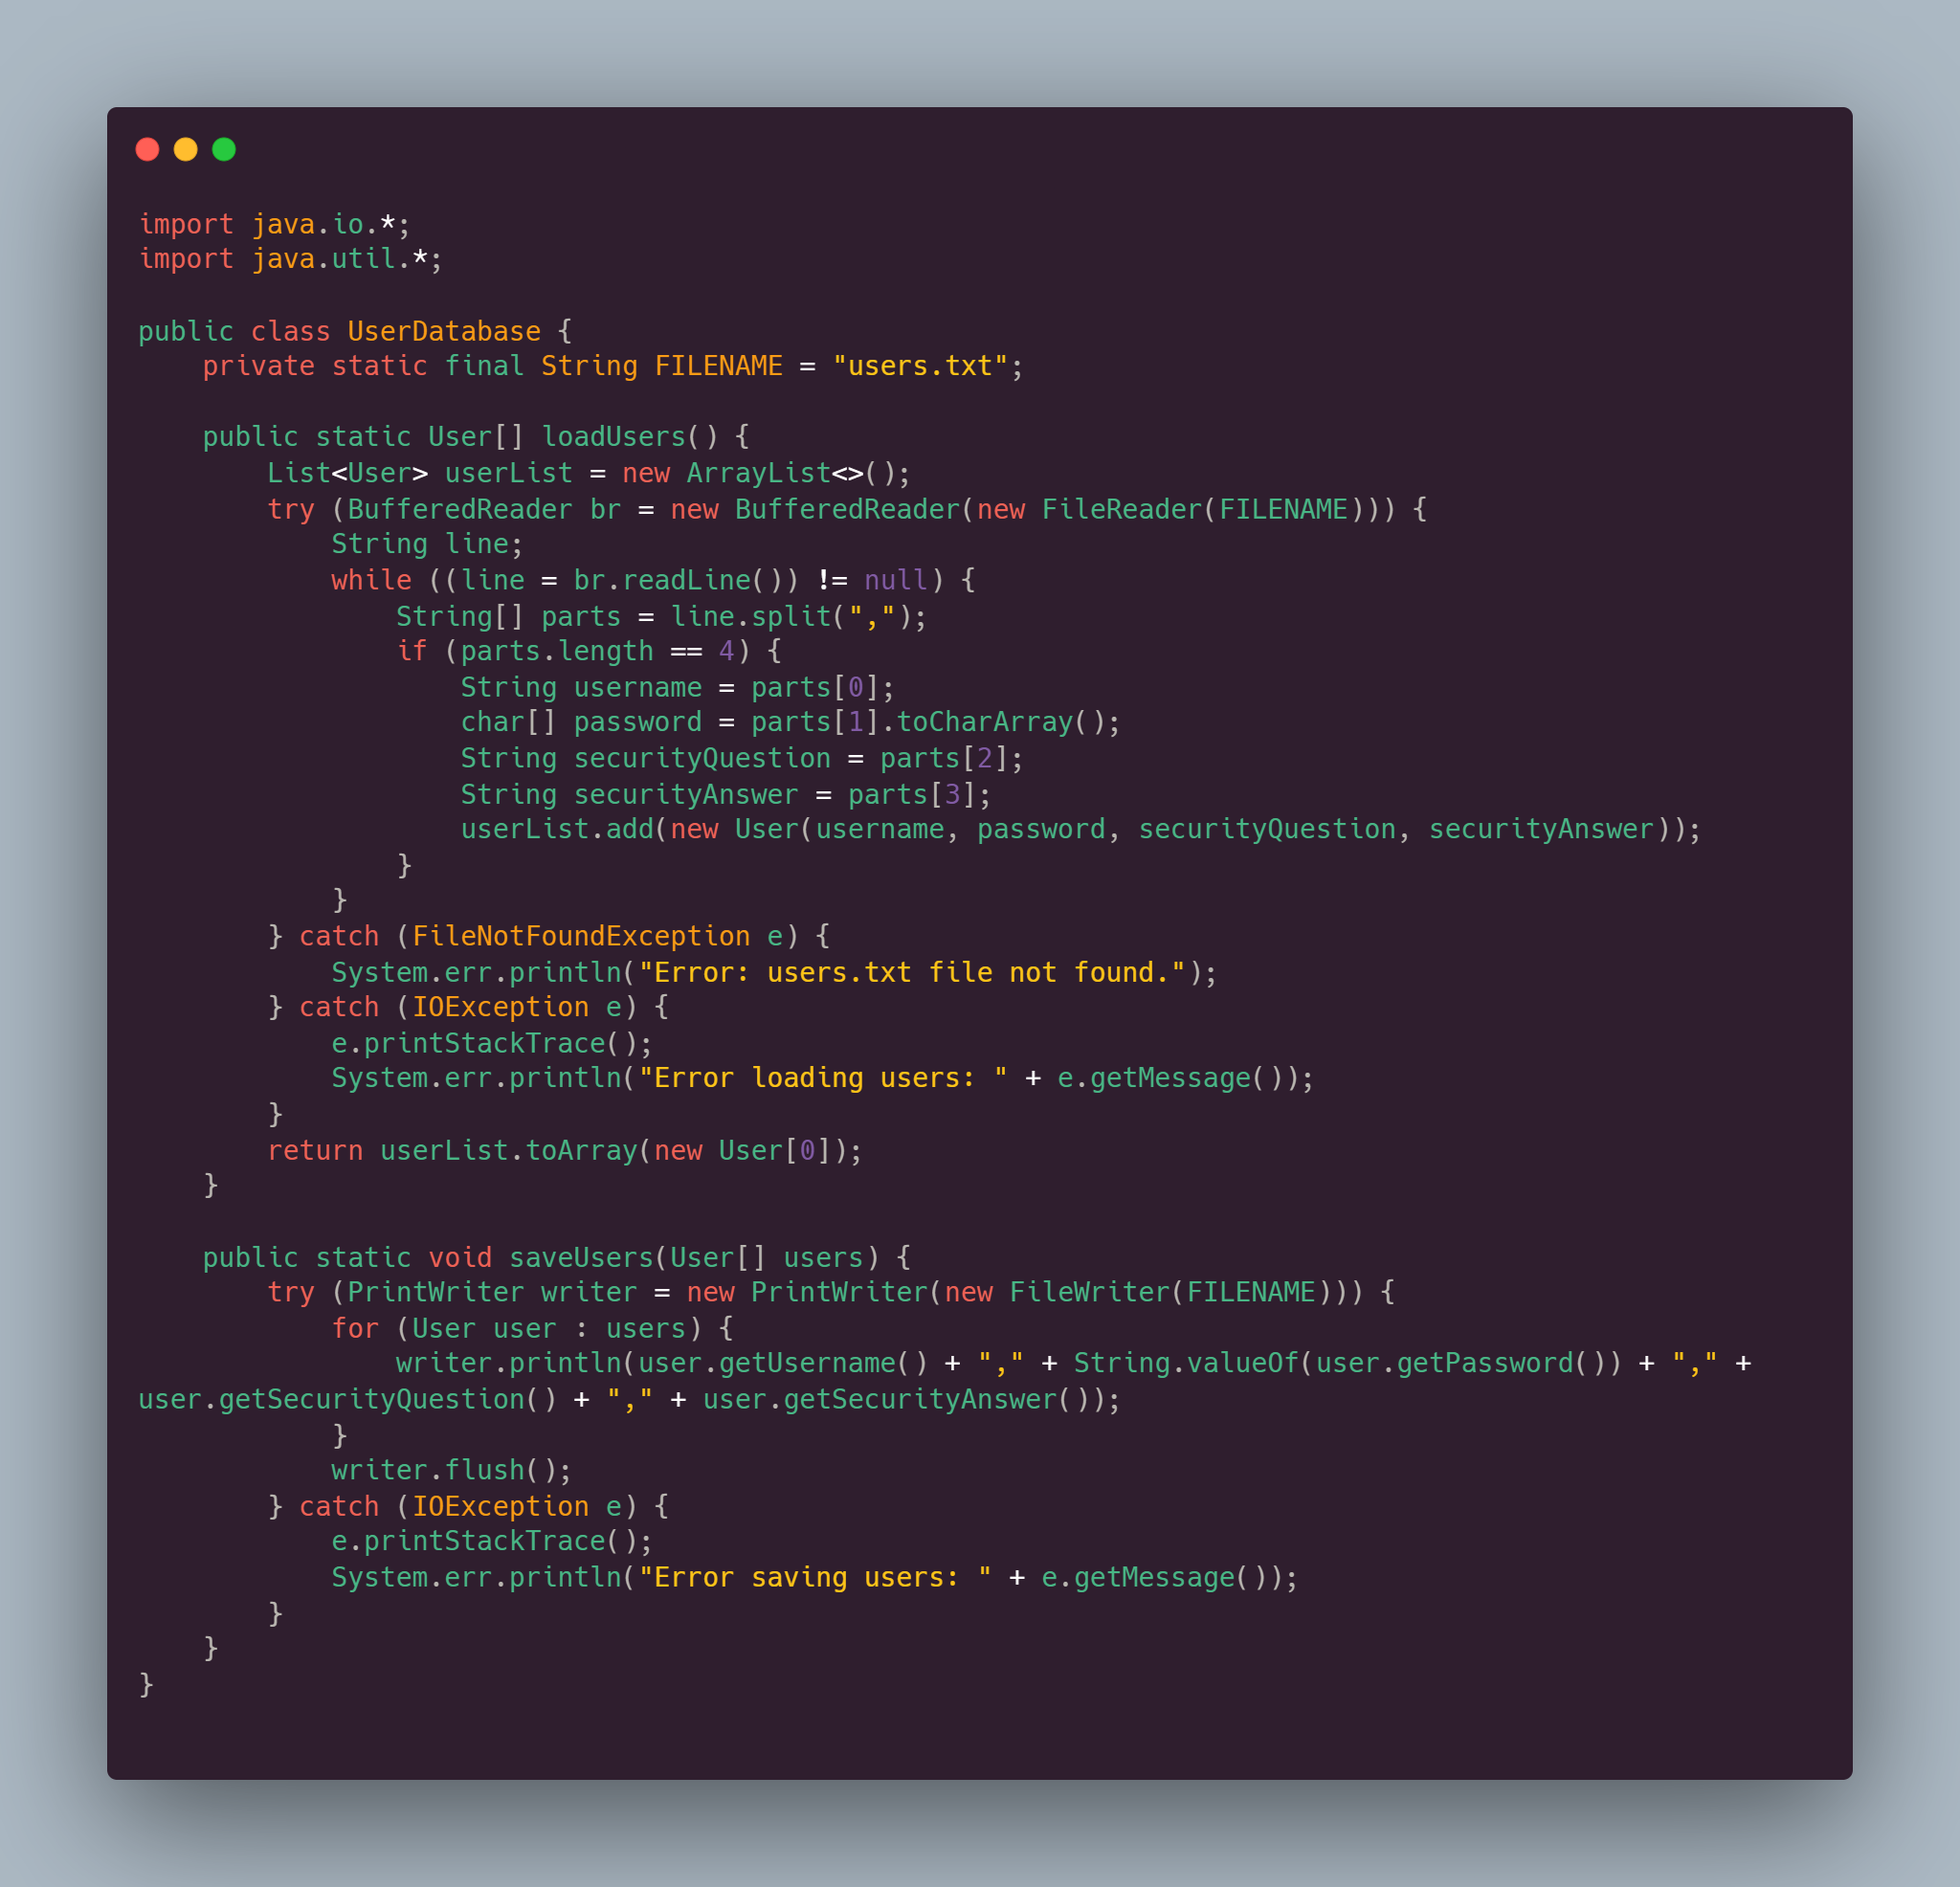 import java.io.*;
import java.util.*;

public class UserDatabase {
    private static final String FILENAME = "users.txt";

    public static User[] loadUsers() {
        List<User> userList = new ArrayList<>();
        try (BufferedReader br = new BufferedReader(new FileReader(FILENAME))) {
            String line;
            while ((line = br.readLine()) != null) {
                String[] parts = line.split(",");
                if (parts.length == 4) {
                    String username = parts[0];
                    char[] password = parts[1].toCharArray();
                    String securityQuestion = parts[2];
                    String securityAnswer = parts[3];
                    userList.add(new User(username, password, securityQuestion, securityAnswer));
                }
            }
        } catch (FileNotFoundException e) {
            System.err.println("Error: users.txt file not found.");
        } catch (IOException e) {
            e.printStackTrace();
            System.err.println("Error loading users: " + e.getMessage());
        }
        return userList.toArray(new User[0]);
    }

    public static void saveUsers(User[] users) {
        try (PrintWriter writer = new PrintWriter(new FileWriter(FILENAME))) {
            for (User user : users) {
                writer.println(user.getUsername() + "," + String.valueOf(user.getPassword()) + "," +
user.getSecurityQuestion() + "," + user.getSecurityAnswer());
            }
            writer.flush();
        } catch (IOException e) {
            e.printStackTrace();
            System.err.println("Error saving users: " + e.getMessage());
        }
    }
}